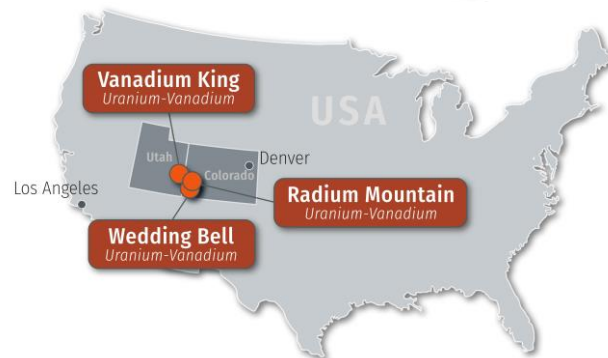 Vanadium King
Uranium-Vanadium
USA
Utah
Colorado
Denver
Los Angeles
Radium Mountain
Uranium-Vanadium
Wedding Bell
Uranium-Vanadium